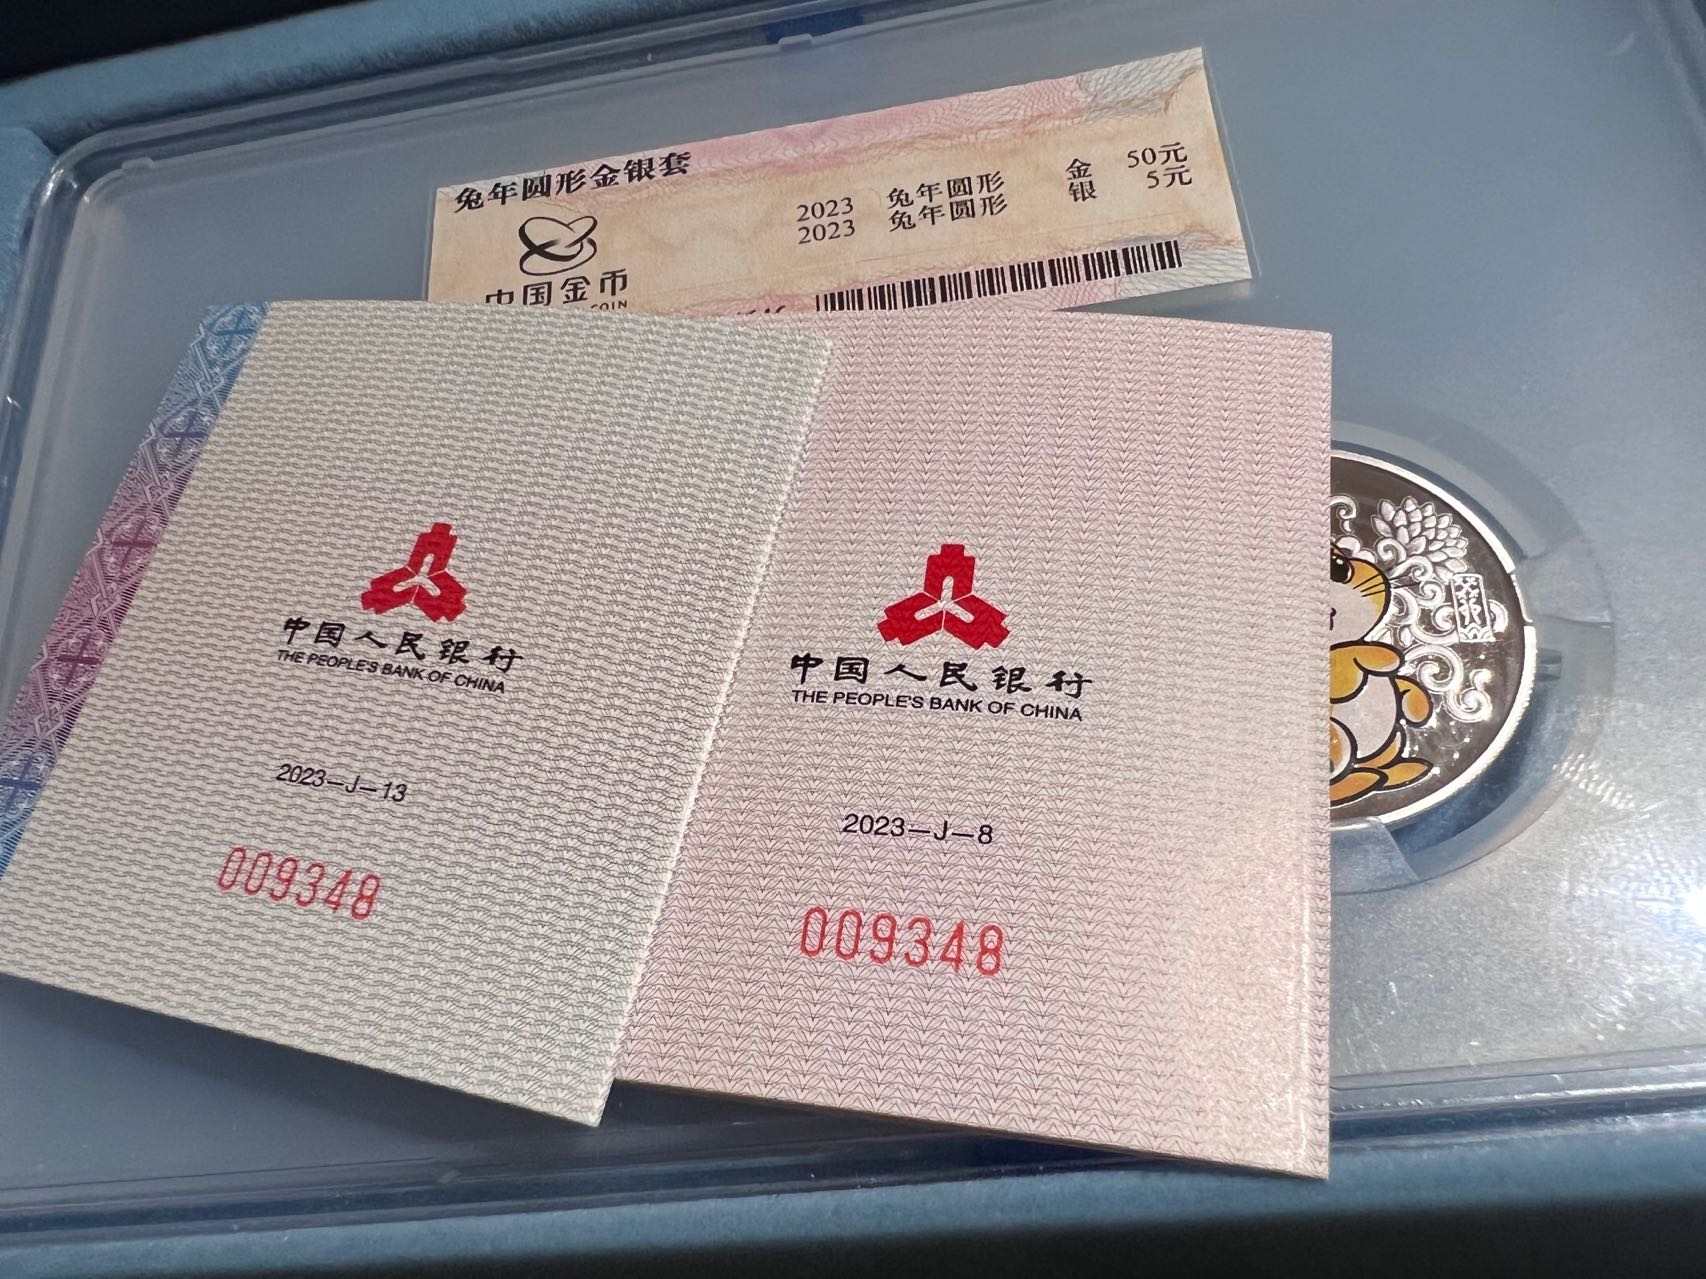 兔年圆形金银套
2023 兔年圆形 金 50元
2023 兔年圆形 银 5元
中国金币
COIN
中国人民银行
THE PEOPLE'S BANK OF CHINA
2023—J—13
009348
中国人民银行
THE PEOPLE'S BANK OF CHINA
2023—J—8
009348